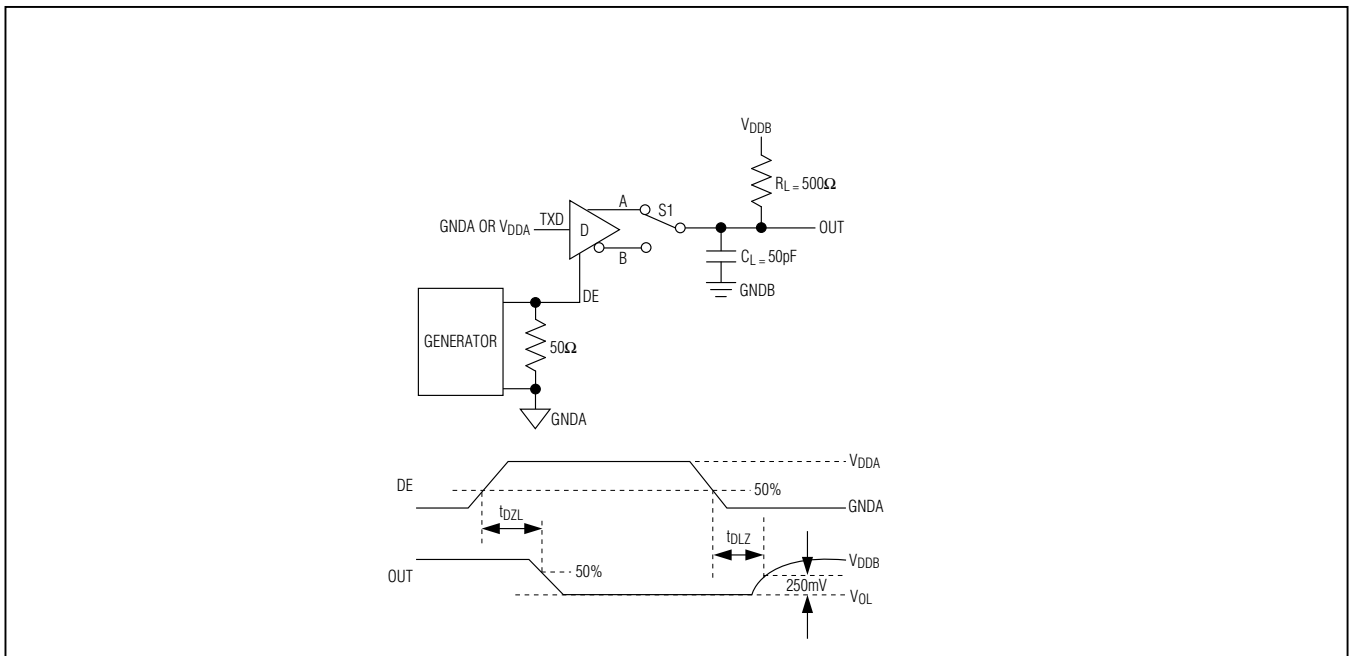 VDDB
RL = 500Ω
A
S1
GNDA OR VDDA
TXD
D
OUT
B
CL = 50pF
GNDB
DE
GENERATOR
50Ω
GNDA
VDDA
DE
50%
GNDA
tDZL
tDLZ
VDDB
OUT
50%
250mV
VOL